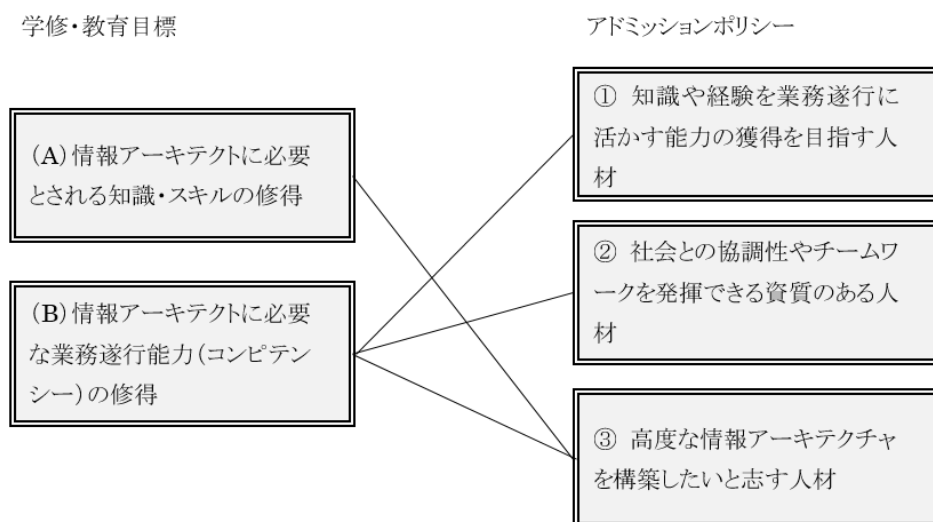 学修・教育目標
アドミッションポリシー
(A)情報アーキテクトに必要
とされる知識・スキルの修得
(B)情報アーキテクトに必要
な業務遂行能力(コンピテン
シー)の修得
① 知識や経験を業務遂行に
活かす能力の獲得を目指す人
材
② 社会との協調性やチームワ
ークを発揮できる資質のある人
材
③ 高度な情報アーキテクチャ
を構築したいと志す人材